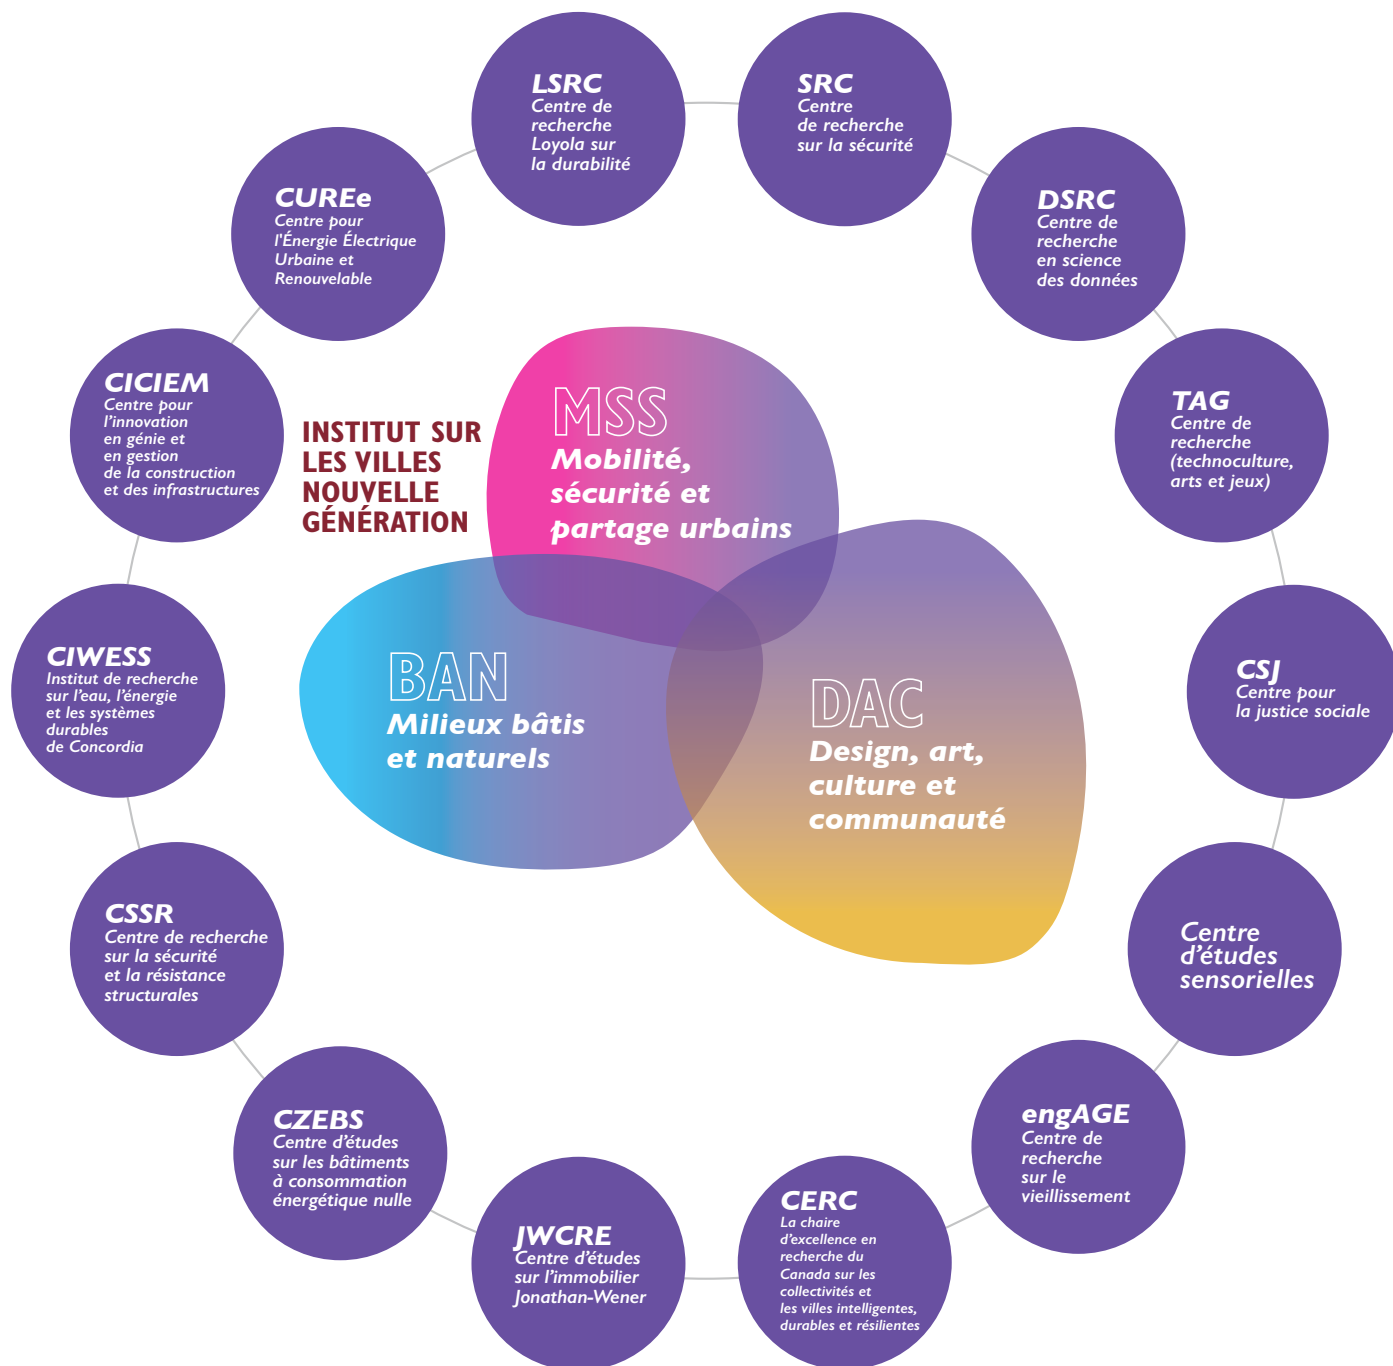 LSRC
Centre de
recherche
Loyola sur
la durabilité
SRC
Centre
de recherche
sur la sécurité
DSRC
Centre de
recherche
en science
des données
TAG
Centre de
recherche
(technoculture,
arts et jeux)
CSJ
Centre pour
la justice sociale
Centre
d’études
sensorielles
engAGE
Centre de
recherche
sur le
vieillissement
CERC
La chaire
d’excellence en
recherche du
Canada sur les
collectivités et
les villes intelligentes,
durables et résilientes
JWCRE
Centre d’études
sur l’immobilier
Jonathan-Wener
CZEBS
Centre d’études
sur les bâtiments
à consommation
énergétique nulle
CSSR
Centre de recherche
sur la sécurité
et la résistance
structurales
CIWESS
Institut de recherche
sur l’eau, l’énergie
et les systèmes
durables
de Concordia
CICIEM
Centre pour
l’innovation
en génie et
en gestion
de la construction
et des infrastructures
CUREe
Centre pour
l'Énergie Électrique
Urbaine et
Renouvelable
INSTITUT SUR
LES VILLES
NOUVELLE
GÉNÉRATION
MSS
Mobilité,
sécurité et
partage urbains
BAN
Milieux bâtis
et naturels
DAC
Design, art,
culture et
communauté